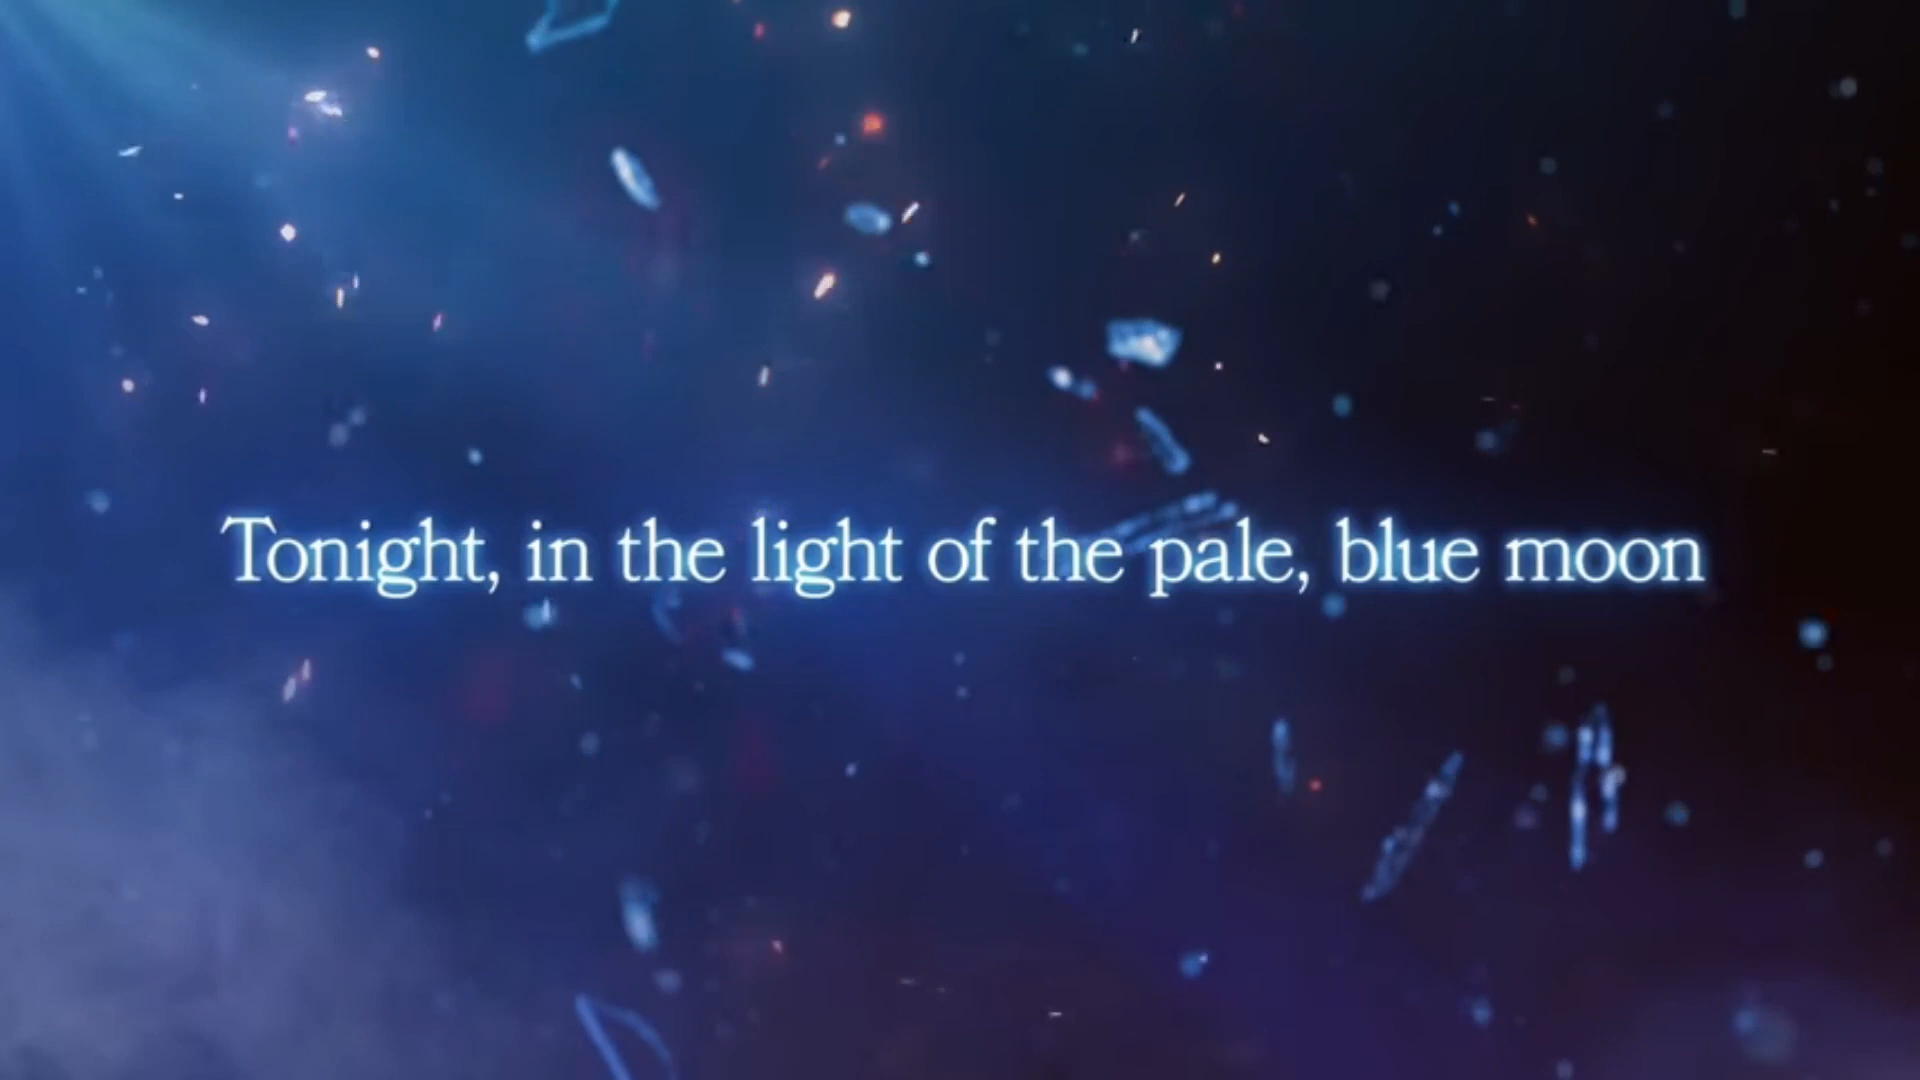 Tonight, in the light of the pale, blue moon